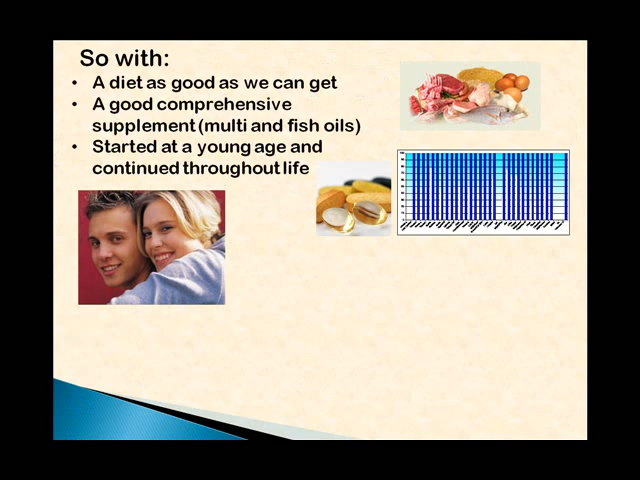 So with:
• A diet as good as we can get
• A good comprehensive
supplement (multi and fish oils)
• Started at a young age and
continued throughout life